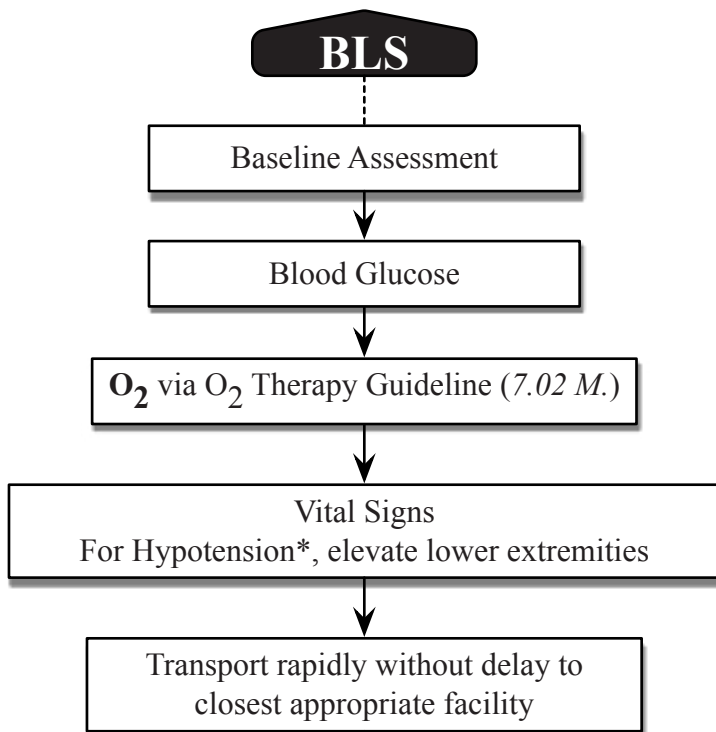 BLS
Baseline Assessment
Blood Glucose
O₂ via O₂ Therapy Guideline (7.02 M.)
Vital Signs
For Hypotension*, elevate lower extremities
Transport rapidly without delay to
closest appropriate facility